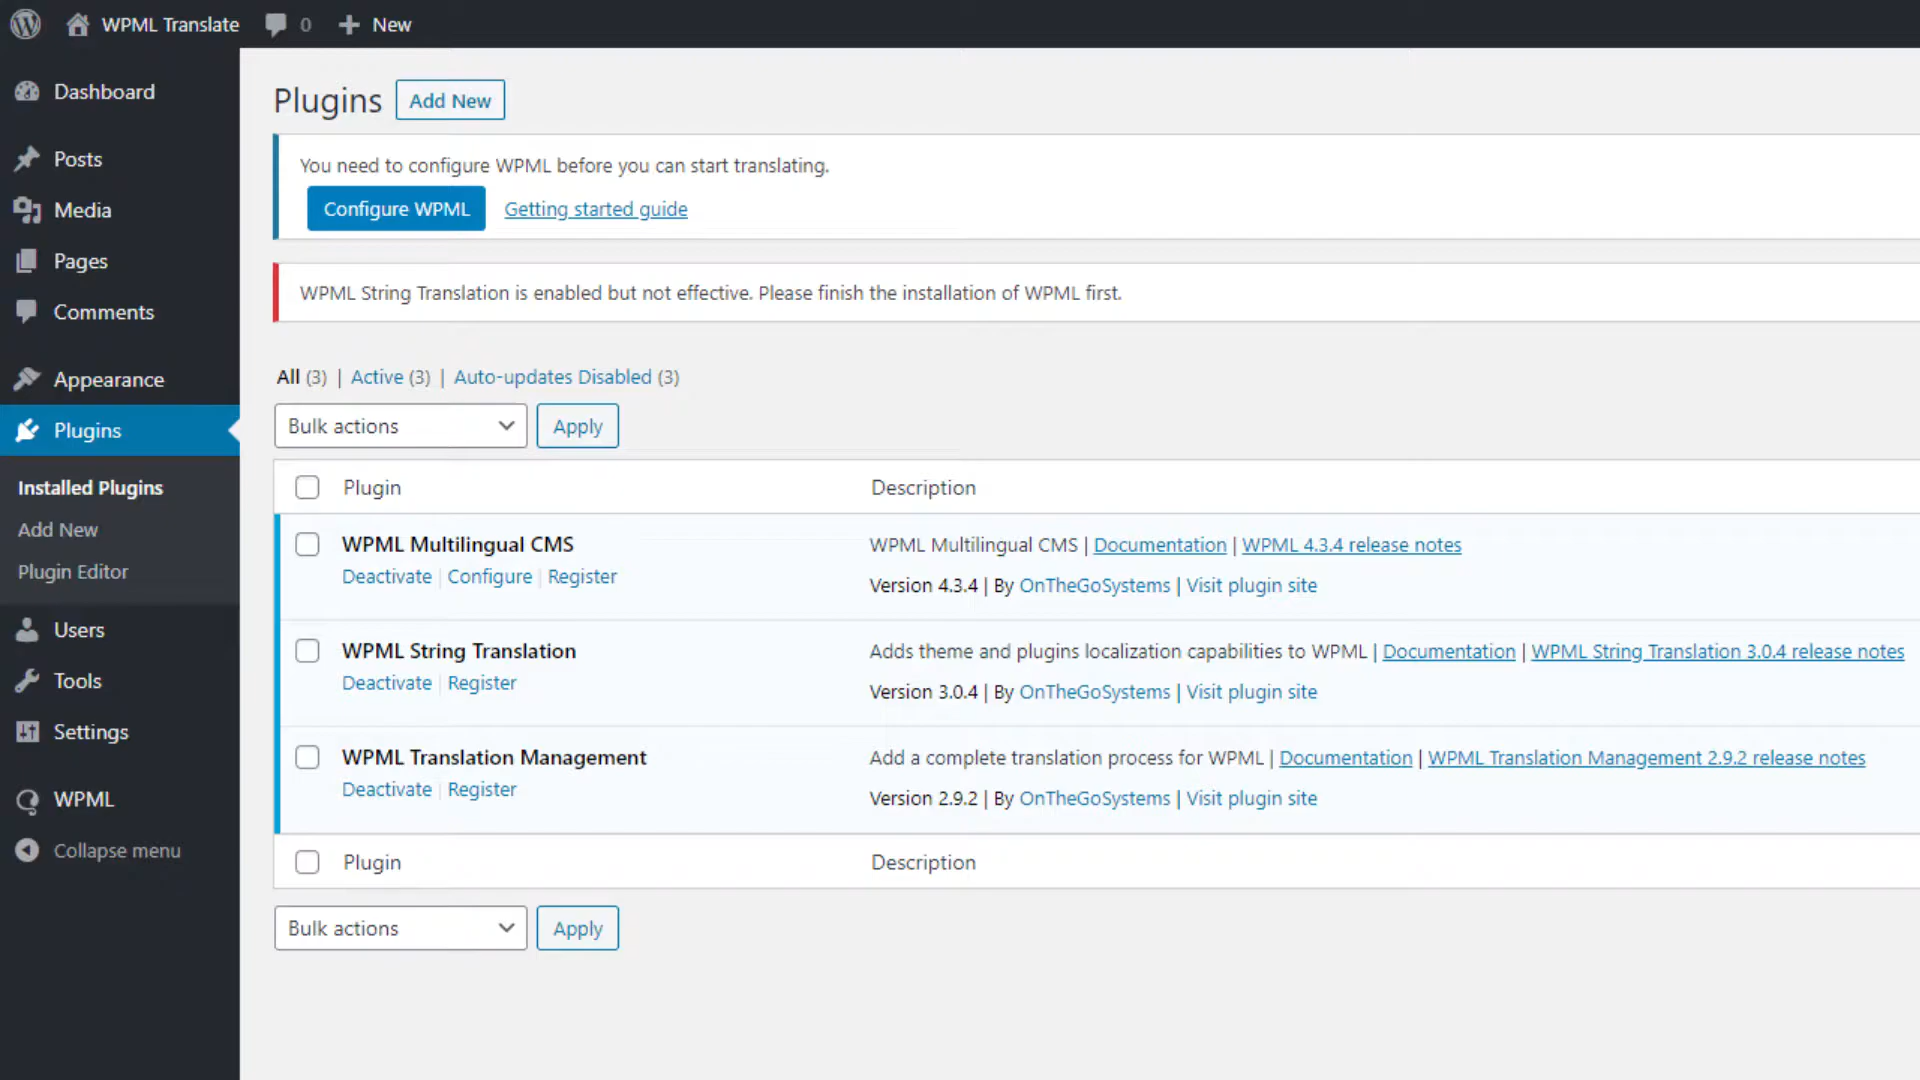 WPML Translate 0 New
Dashboard
Posts
Media
Pages
Comments
Appearance
Plugins
Installed Plugins
Add New
Plugin Editor
Users
Tools
Settings
WPML
Collapse menu
Plugins Add New
You need to configure WPML before you can start translating.
Configure WPML Getting started guide
WPML String Translation is enabled but not effective. Please finish the installation of WPML first.
All (3) | Active (3) | Auto-updates Disabled (3)
Bulk actions Apply
Plugin Description
WPML Multilingual CMS WPML Multilingual CMS | Documentation | WPML 4.3.4 release notes
Deactivate | Configure | Register Version 4.3.4 | By OnTheGoSystems | Visit plugin site
WPML String Translation Adds theme and plugins localization capabilities to WPML | Documentation | WPML String Translation 3.0.4 release notes
Deactivate | Register Version 3.0.4 | By OnTheGoSystems | Visit plugin site
WPML Translation Management Add a complete translation process for WPML | Documentation | WPML Translation Management 2.9.2 release notes
Deactivate | Register Version 2.9.2 | By OnTheGoSystems | Visit plugin site
Plugin Description
Bulk actions Apply